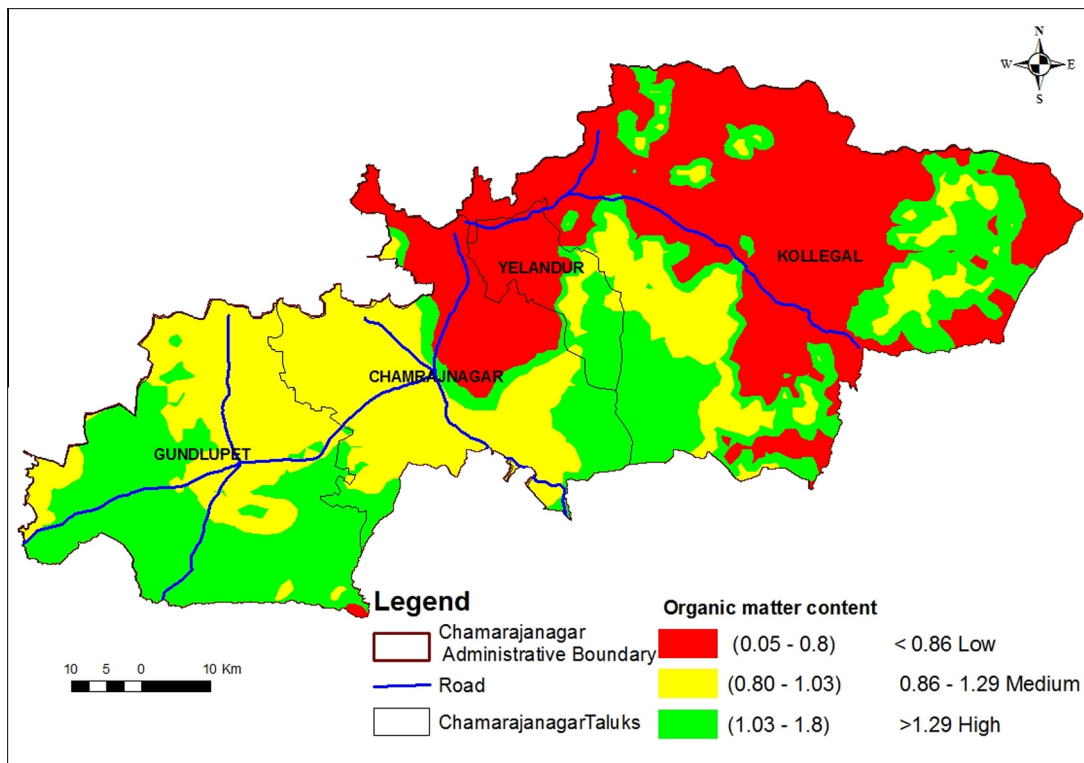 N
W E
S
KOLLEGAL
YELANDUR
CHAMRAJNAGAR
GUNDLUPET
Legend
Chamarajanagar
Administrative Boundary
Road
ChamarajanagarTaluks
Organic matter content
(0.05 - 0.8) < 0.86 Low
(0.80 - 1.03) 0.86 - 1.29 Medium
(1.03 - 1.8) >1.29 High
10 5 0 10 Km